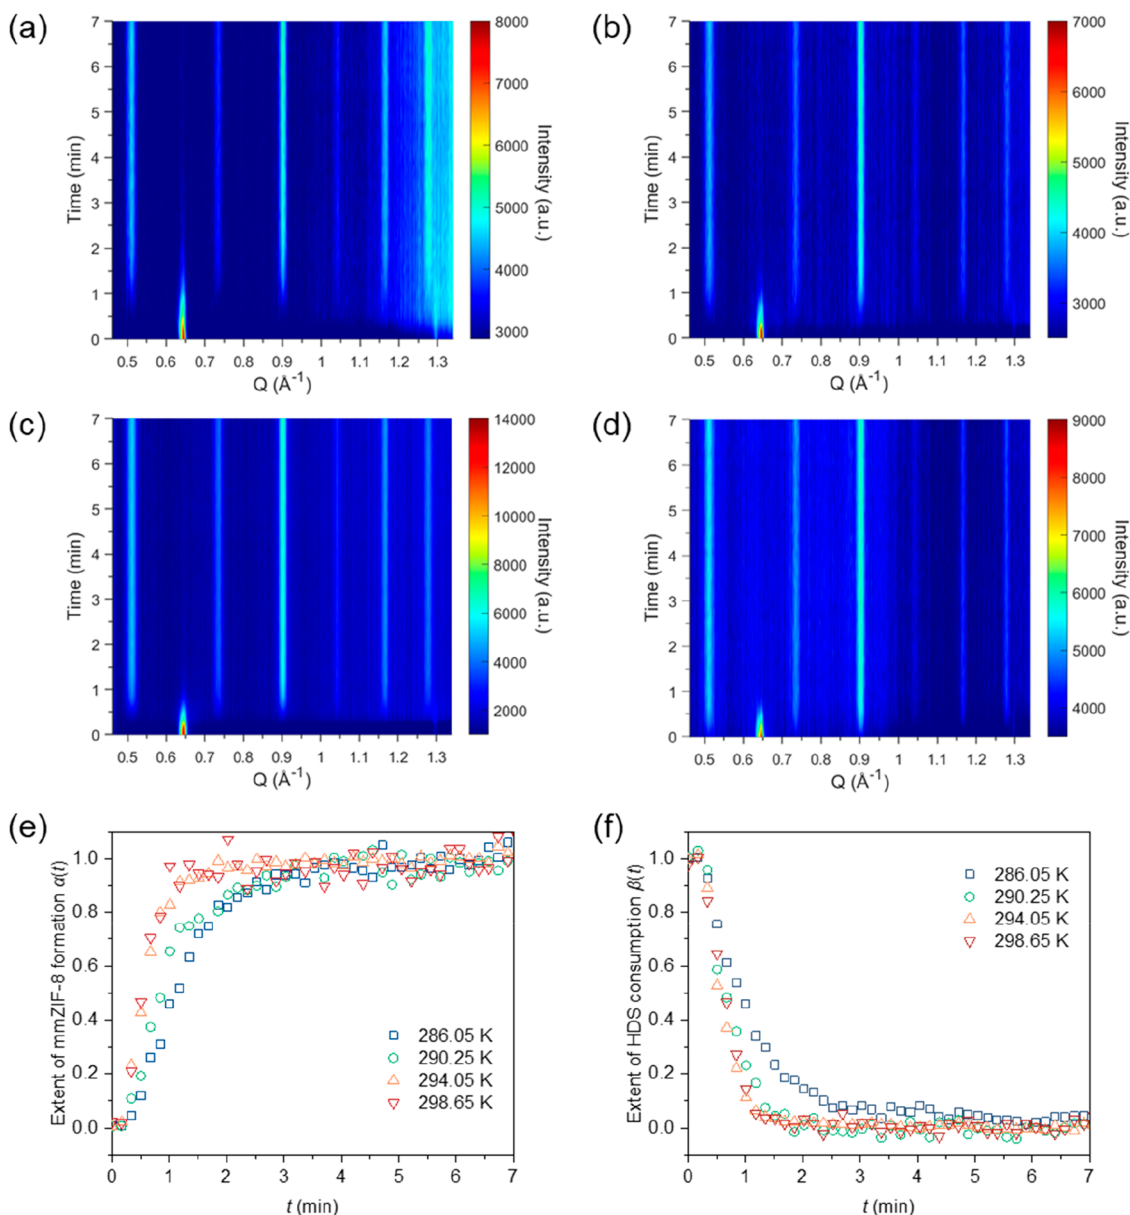 (a)
7
6
5
4
3
2
1
0
Time (min)
0.5 0.6 0.7 0.8 0.9 1 1.1 1.2 1.3
Q (Å⁻¹)
8000
7000
6000
5000
4000
3000
Intensity (a.u.)
(b)
7
6
5
4
3
2
1
0
Time (min)
0.5 0.6 0.7 0.8 0.9 1 1.1 1.2 1.3
Q (Å⁻¹)
7000
6000
5000
4000
3000
Intensity (a.u.)
(c)
7
6
5
4
3
2
1
0
Time (min)
0.5 0.6 0.7 0.8 0.9 1 1.1 1.2 1.3
Q (Å⁻¹)
14000
12000
10000
8000
6000
4000
2000
Intensity (a.u.)
(d)
7
6
5
4
3
2
1
0
Time (min)
0.5 0.6 0.7 0.8 0.9 1 1.1 1.2 1.3
Q (Å⁻¹)
9000
8000
7000
6000
5000
4000
Intensity (a.u.)
(e)
Extent of mmZIF-8 formation α(t)
1.0
0.8
0.6
0.4
0.2
0.0
286.05 K
290.25 K
294.05 K
298.65 K
0 1 2 3 4 5 6 7
t (min)
(f)
Extent of HDS consumption β(t)
1.0
0.8
0.6
0.4
0.2
0.0
286.05 K
290.25 K
294.05 K
298.65 K
0 1 2 3 4 5 6 7
t (min)